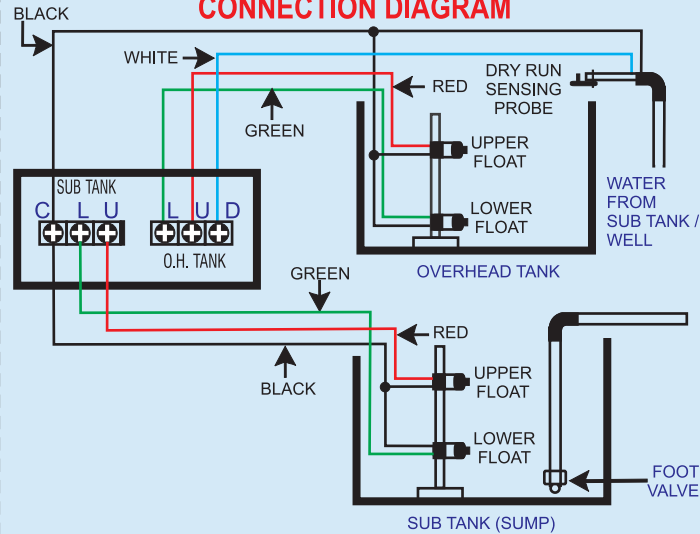 CONNECTION DIAGRAM
BLACK
WHITE
RED
GREEN
DRY RUN
SENSING
PROBE
UPPER
FLOAT
LOWER
FLOAT
WATER
FROM
SUB TANK /
WELL
OVERHEAD TANK
SUB TANK
C L U L U D
O.H. TANK
GREEN
RED
BLACK
UPPER
FLOAT
LOWER
FLOAT
FOOT
VALVE
SUB TANK (SUMP)